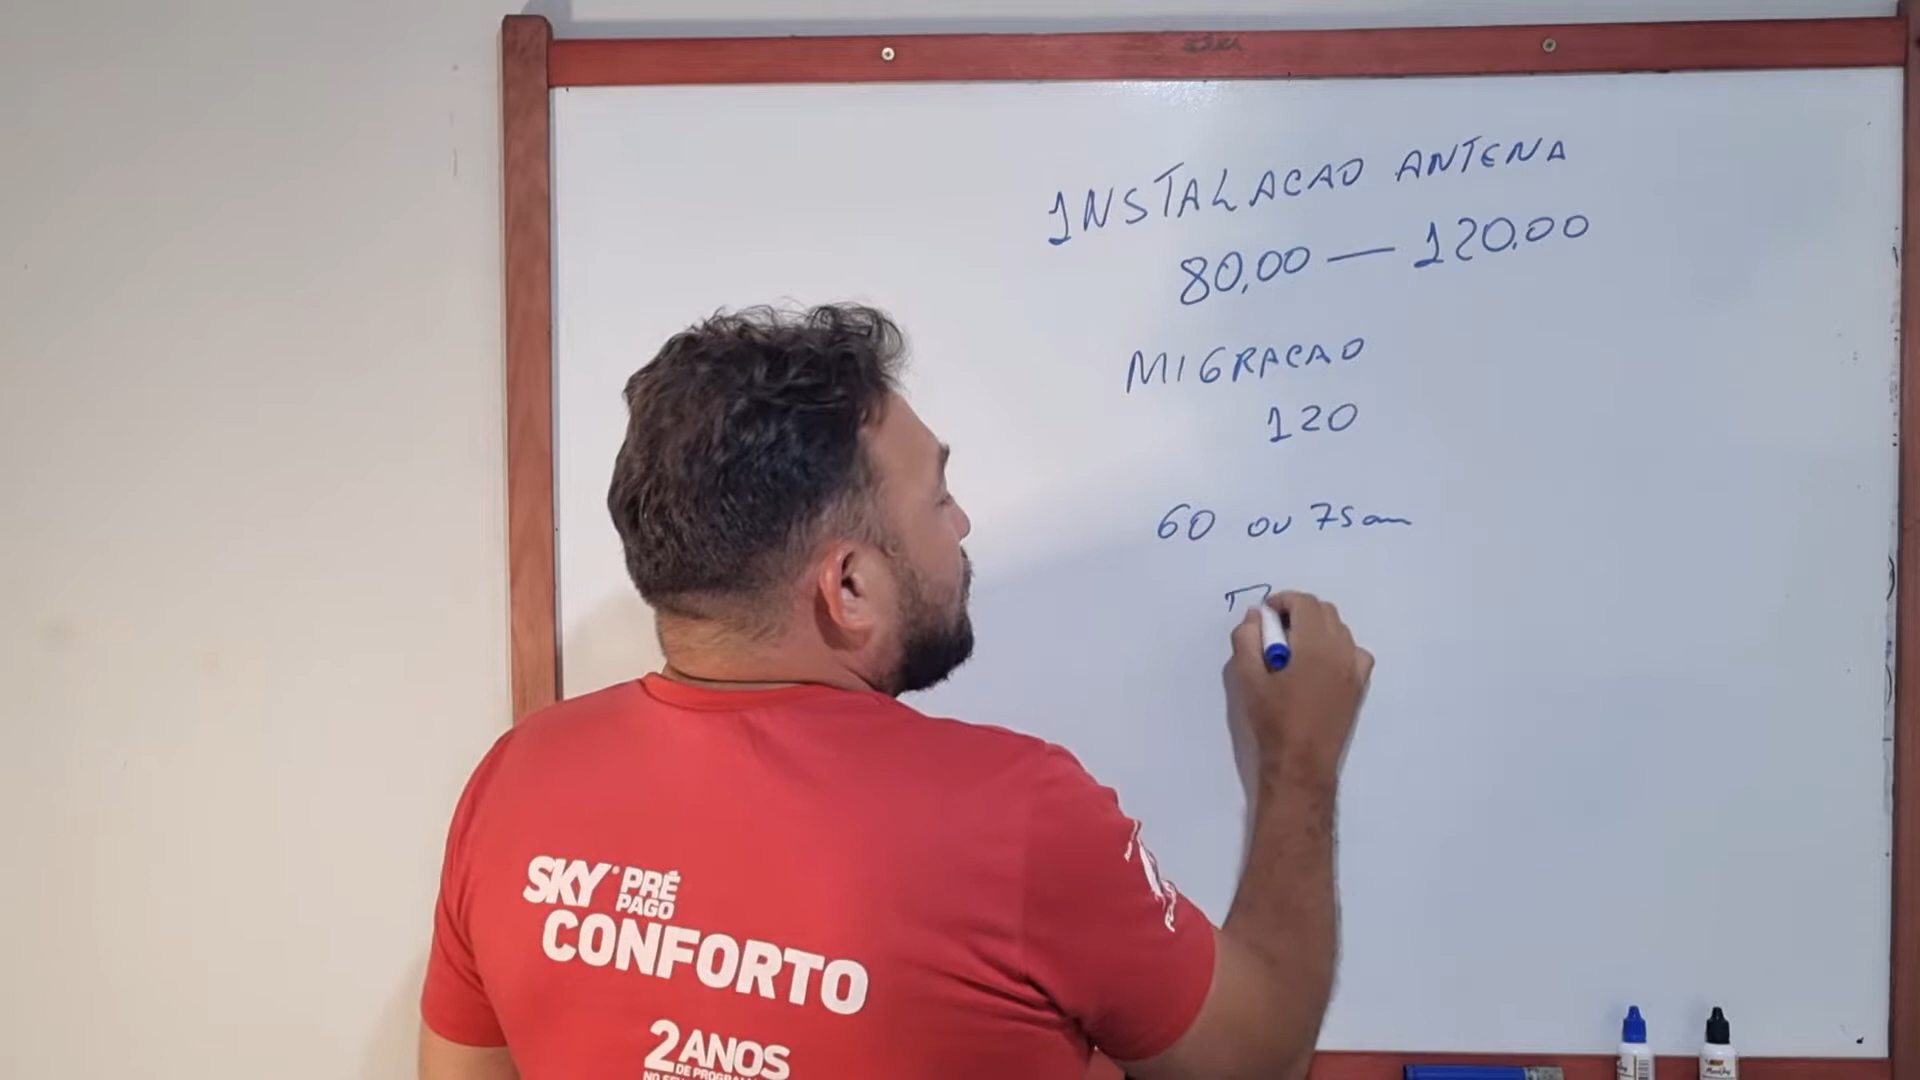 INSTALACAO ANTENA
80,00 — 120,00
MIGRACAO
120
60 ou 75cm
SKY PRÉ
PAGO
CONFORTO
2 ANOS